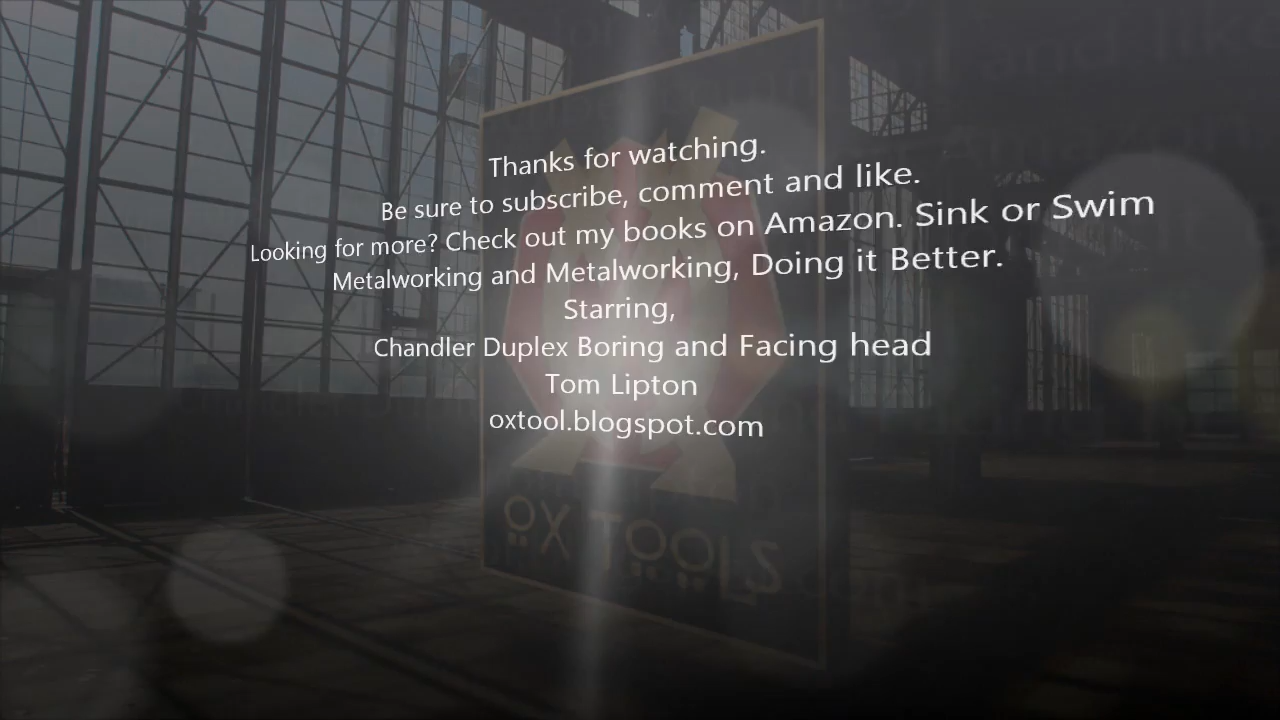 Thanks for watching.
Be sure to subscribe, comment and like.
Looking for more? Check out my books on Amazon. Sink or Swim
Metalworking and Metalworking, Doing it Better.
Starring,
Chandler Duplex Boring and Facing head
Tom Lipton
oxtool.blogspot.com
OX TOOLS